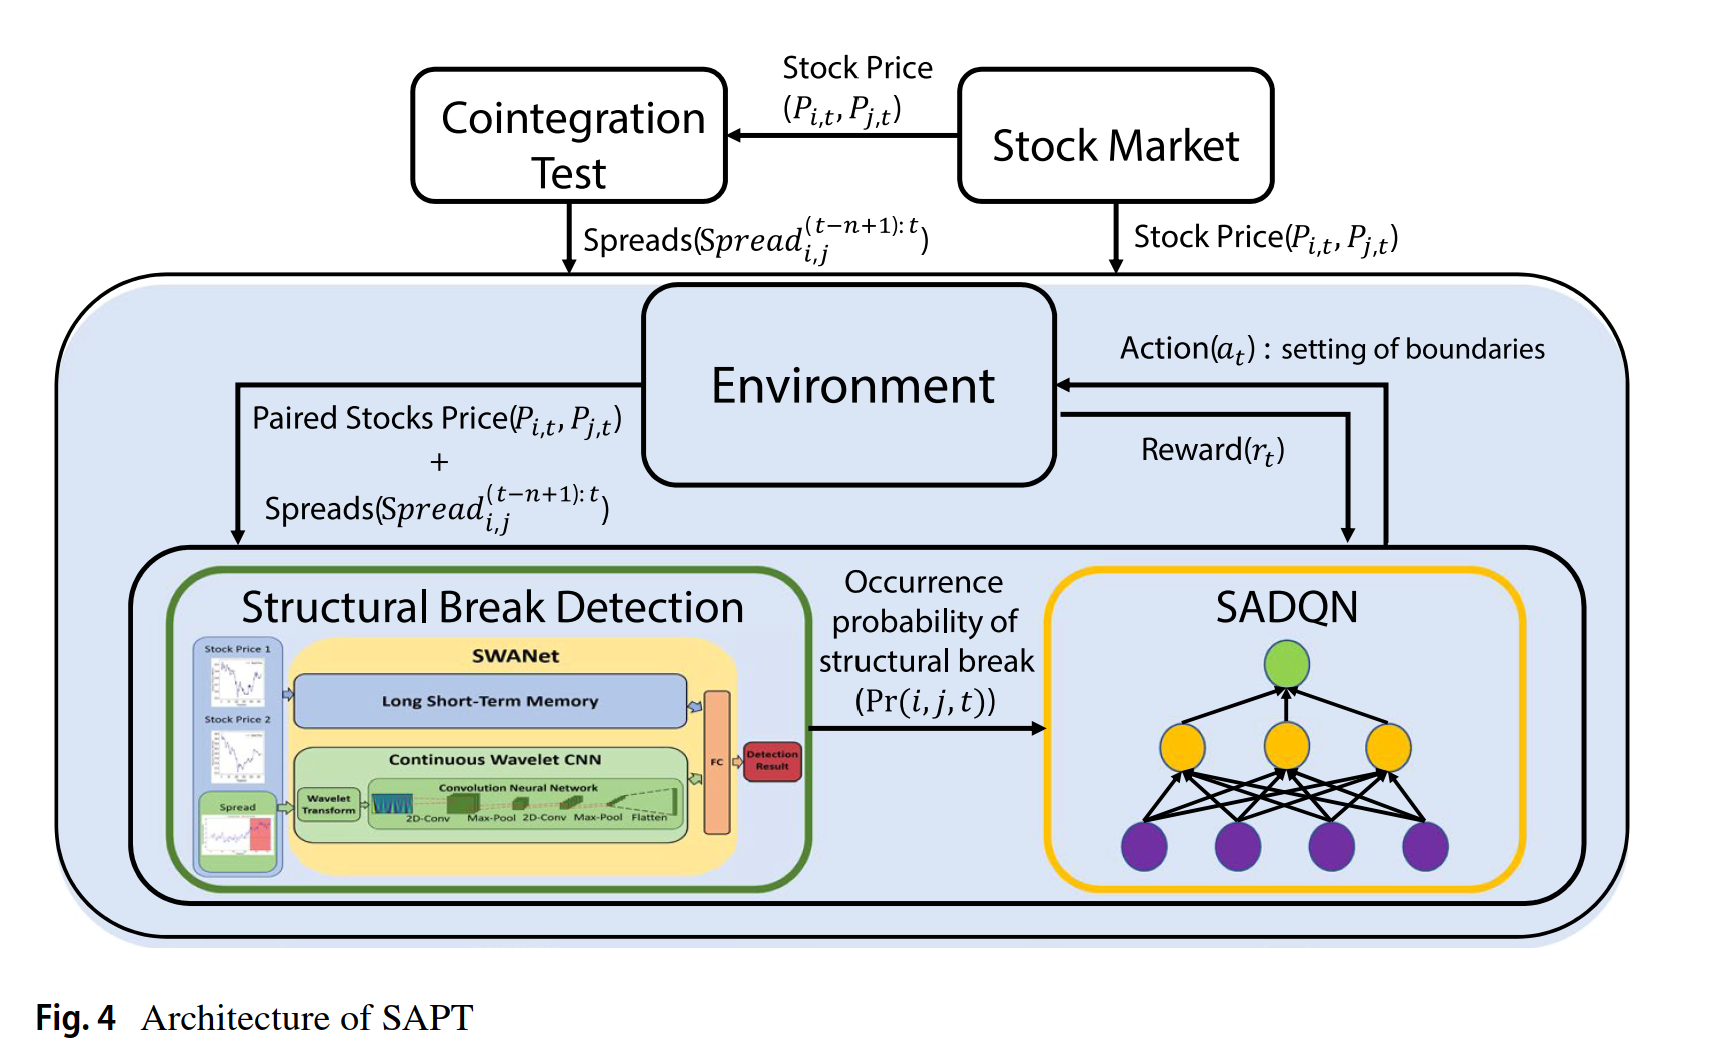 Stock Price
(P_{i,t}, P_{j,t})
Cointegration
Test
Stock Market
Spreads(Spread_{i,j}^{(t−n+1):t})
Stock Price(P_{i,t}, P_{j,t})
Environment
Action(a_t) : setting of boundaries
Reward(r_t)
Paired Stocks Price(P_{i,t}, P_{j,t})
+
Spreads(Spread_{i,j}^{(t−n+1):t})
Structural Break Detection
Stock Price 1
Stock Price 2
Spread
SWANet
Long Short-Term Memory
Continuous Wavelet CNN
Wavelet
Transform
Convolution Neural Network
2D-Conv Max-Pool 2D-Conv Max-Pool Flatten
FC
Detection
Result
Occurrence
probability of
structural break
(Pr(i, j, t))
SADQN
Fig. 4 Architecture of SAPT